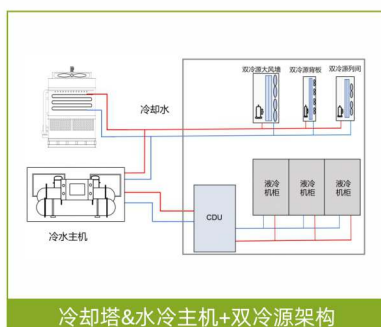 双冷源大风墙 双冷源背板 双冷源列间
冷却水
冷水主机
CDU
液冷机柜 液冷机柜 液冷机柜
冷却塔&水冷主机+双冷源架构